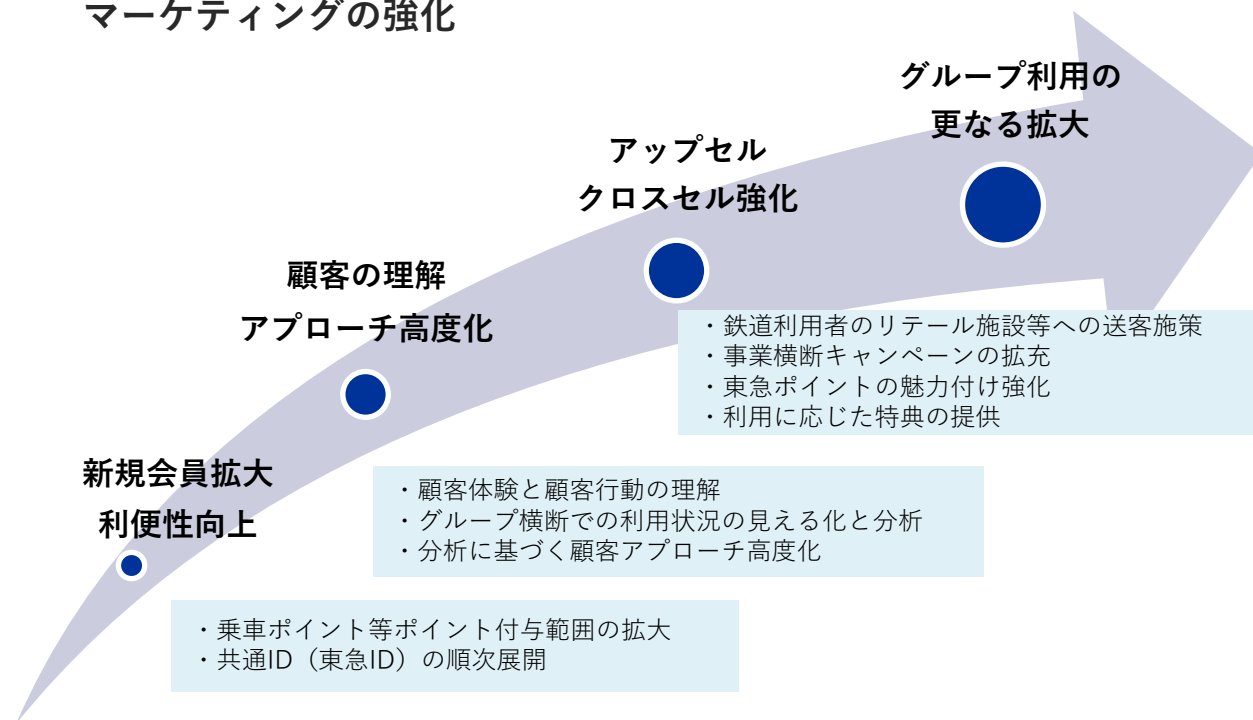 マーケティングの強化
グループ利用の
更なる拡大
アップセル
クロスセル強化
顧客の理解
アプローチ高度化
新規会員拡大
利便性向上
・鉄道利用者のリテール施設等への送客施策
・事業横断キャンペーンの拡充
・東急ポイントの魅力付け強化
・利用に応じた特典の提供
・顧客体験と顧客行動の理解
・グループ横断での利用状況の見える化と分析
・分析に基づく顧客アプローチ高度化
・乗車ポイント等ポイント付与範囲の拡大
・共通ID（東急ID）の順次展開